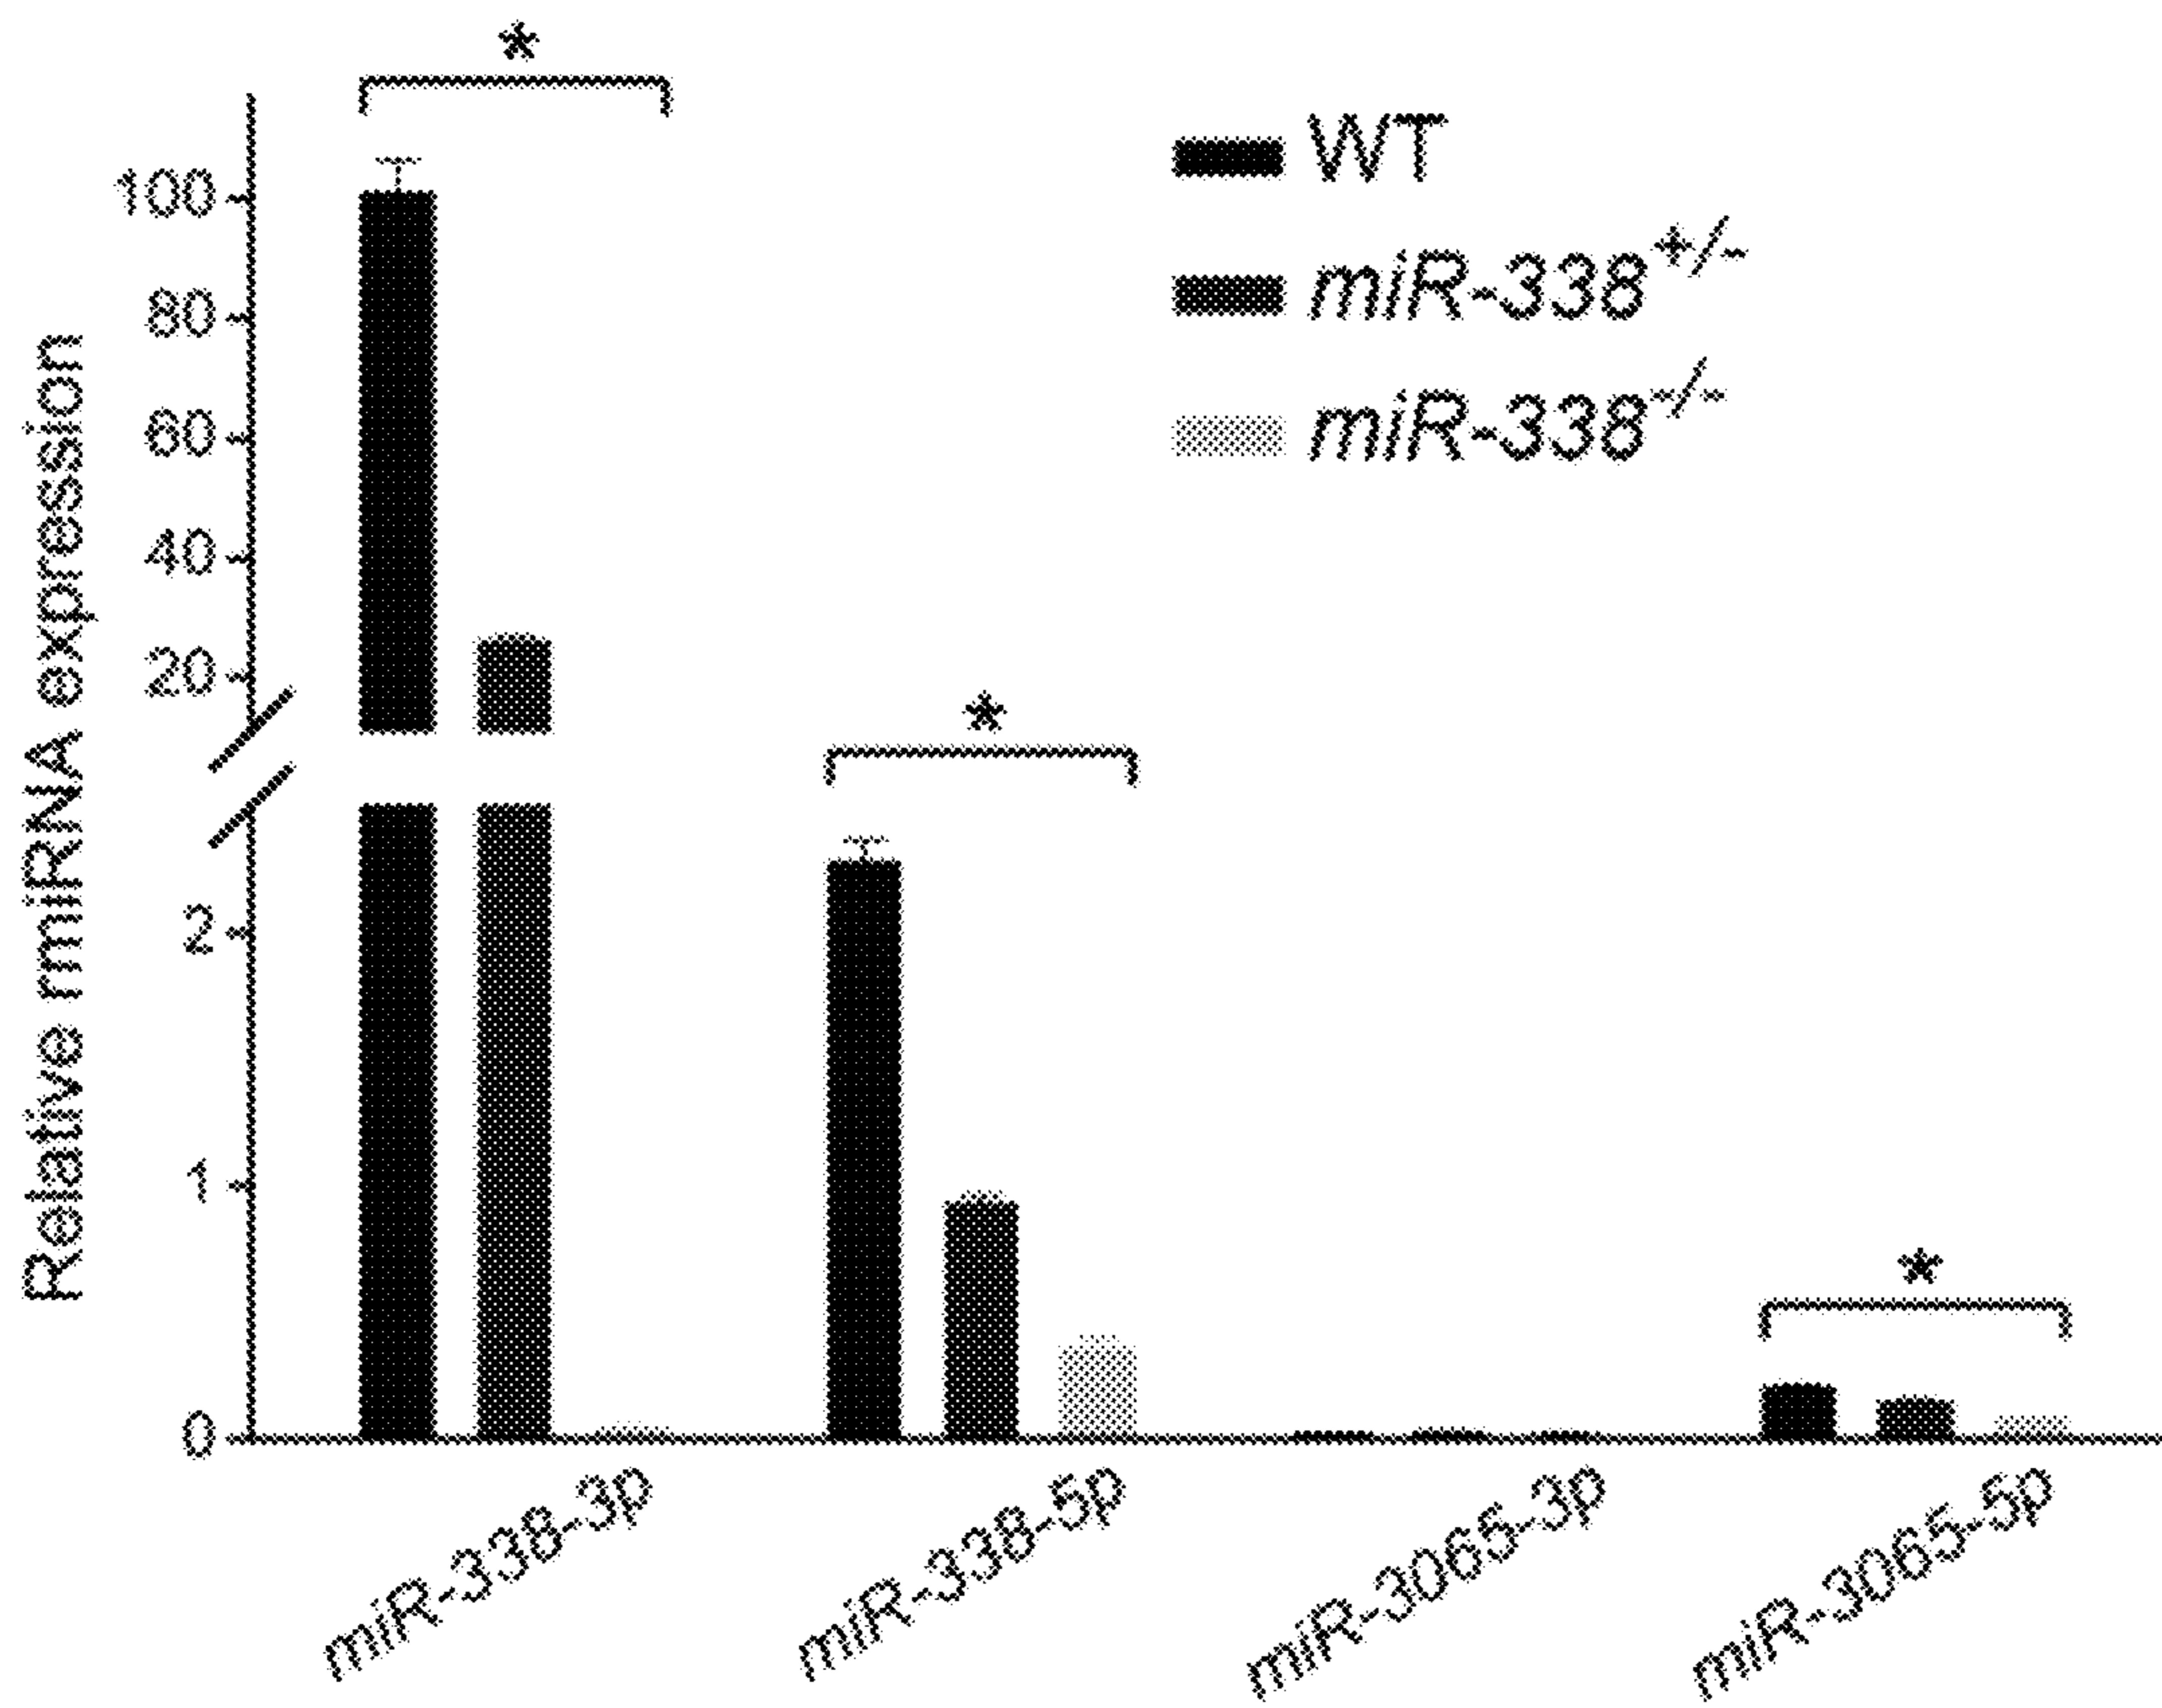 *
WT
miR-338+/-
miR-338-/-
100
80
60
40
20
2
1
0
Relative miRNA expression
*
*
miR-338-3p
miR-338-5p
miR-3065-3p
miR-3065-5p